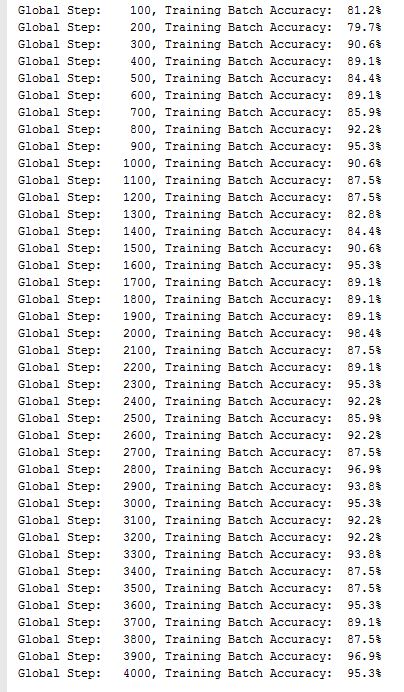 Global Step:    100, Training Batch Accuracy:  81.2%
Global Step:    200, Training Batch Accuracy:  79.7%
Global Step:    300, Training Batch Accuracy:  90.6%
Global Step:    400, Training Batch Accuracy:  89.1%
Global Step:    500, Training Batch Accuracy:  84.4%
Global Step:    600, Training Batch Accuracy:  89.1%
Global Step:    700, Training Batch Accuracy:  85.9%
Global Step:    800, Training Batch Accuracy:  92.2%
Global Step:    900, Training Batch Accuracy:  95.3%
Global Step:   1000, Training Batch Accuracy:  90.6%
Global Step:   1100, Training Batch Accuracy:  87.5%
Global Step:   1200, Training Batch Accuracy:  87.5%
Global Step:   1300, Training Batch Accuracy:  82.8%
Global Step:   1400, Training Batch Accuracy:  84.4%
Global Step:   1500, Training Batch Accuracy:  90.6%
Global Step:   1600, Training Batch Accuracy:  95.3%
Global Step:   1700, Training Batch Accuracy:  89.1%
Global Step:   1800, Training Batch Accuracy:  89.1%
Global Step:   1900, Training Batch Accuracy:  89.1%
Global Step:   2000, Training Batch Accuracy:  98.4%
Global Step:   2100, Training Batch Accuracy:  87.5%
Global Step:   2200, Training Batch Accuracy:  89.1%
Global Step:   2300, Training Batch Accuracy:  95.3%
Global Step:   2400, Training Batch Accuracy:  92.2%
Global Step:   2500, Training Batch Accuracy:  85.9%
Global Step:   2600, Training Batch Accuracy:  92.2%
Global Step:   2700, Training Batch Accuracy:  87.5%
Global Step:   2800, Training Batch Accuracy:  96.9%
Global Step:   2900, Training Batch Accuracy:  93.8%
Global Step:   3000, Training Batch Accuracy:  95.3%
Global Step:   3100, Training Batch Accuracy:  92.2%
Global Step:   3200, Training Batch Accuracy:  92.2%
Global Step:   3300, Training Batch Accuracy:  93.8%
Global Step:   3400, Training Batch Accuracy:  87.5%
Global Step:   3500, Training Batch Accuracy:  87.5%
Global Step:   3600, Training Batch Accuracy:  95.3%
Global Step:   3700, Training Batch Accuracy:  89.1%
Global Step:   3800, Training Batch Accuracy:  87.5%
Global Step:   3900, Training Batch Accuracy:  96.9%
Global Step:   4000, Training Batch Accuracy:  95.3%